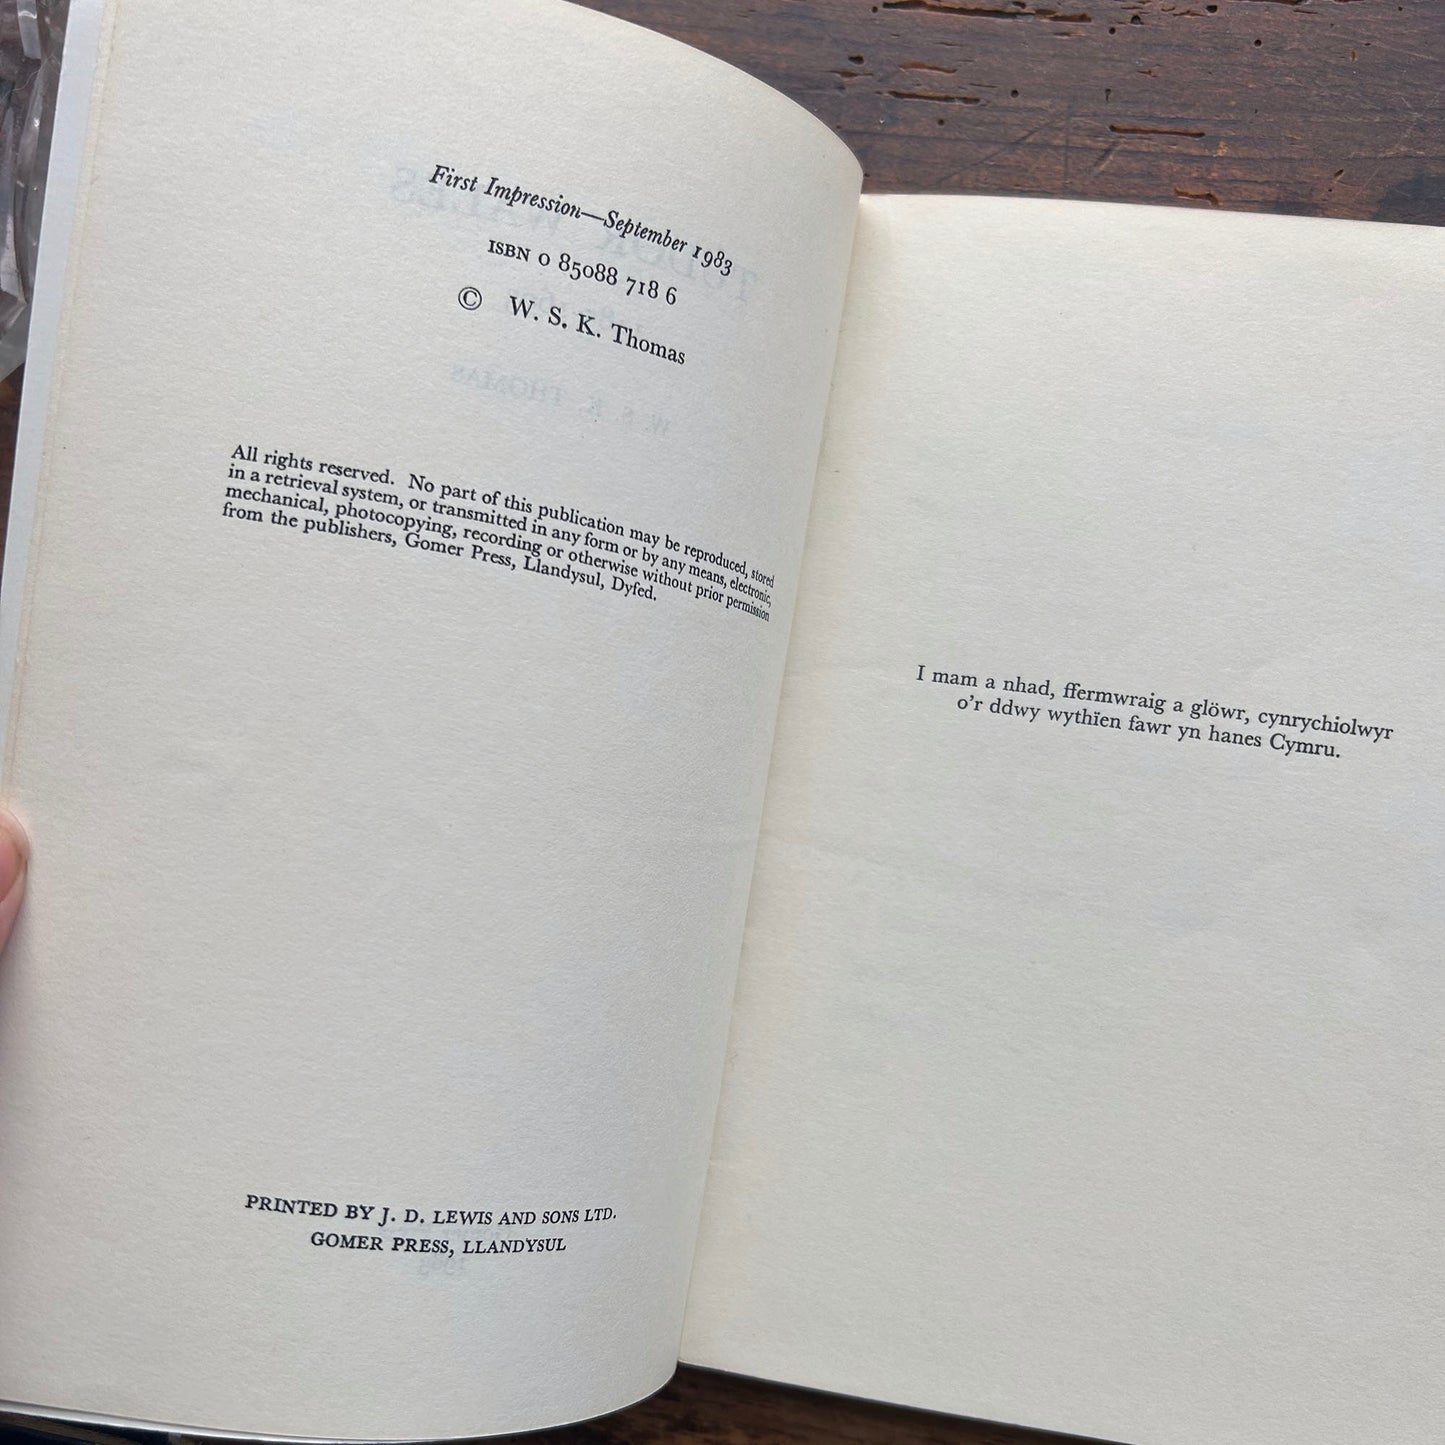 First Impression—September 1983
ISBN 0 85088 718 6
© W. S. K. Thomas
All rights reserved. No part of this publication may be reproduced, stored
in a retrieval system, or transmitted in any form or by any means, electronic,
mechanical, photocopying, recording or otherwise without prior permission
from the publishers, Gomer Press, Llandysul, Dyfed.
PRINTED BY J. D. LEWIS AND SONS LTD.
GOMER PRESS, LLANDYSUL
I mam a nhad, ffermwraig a glöwr, cynrychiolwyr
o'r ddwy wythïen fawr yn hanes Cymru.